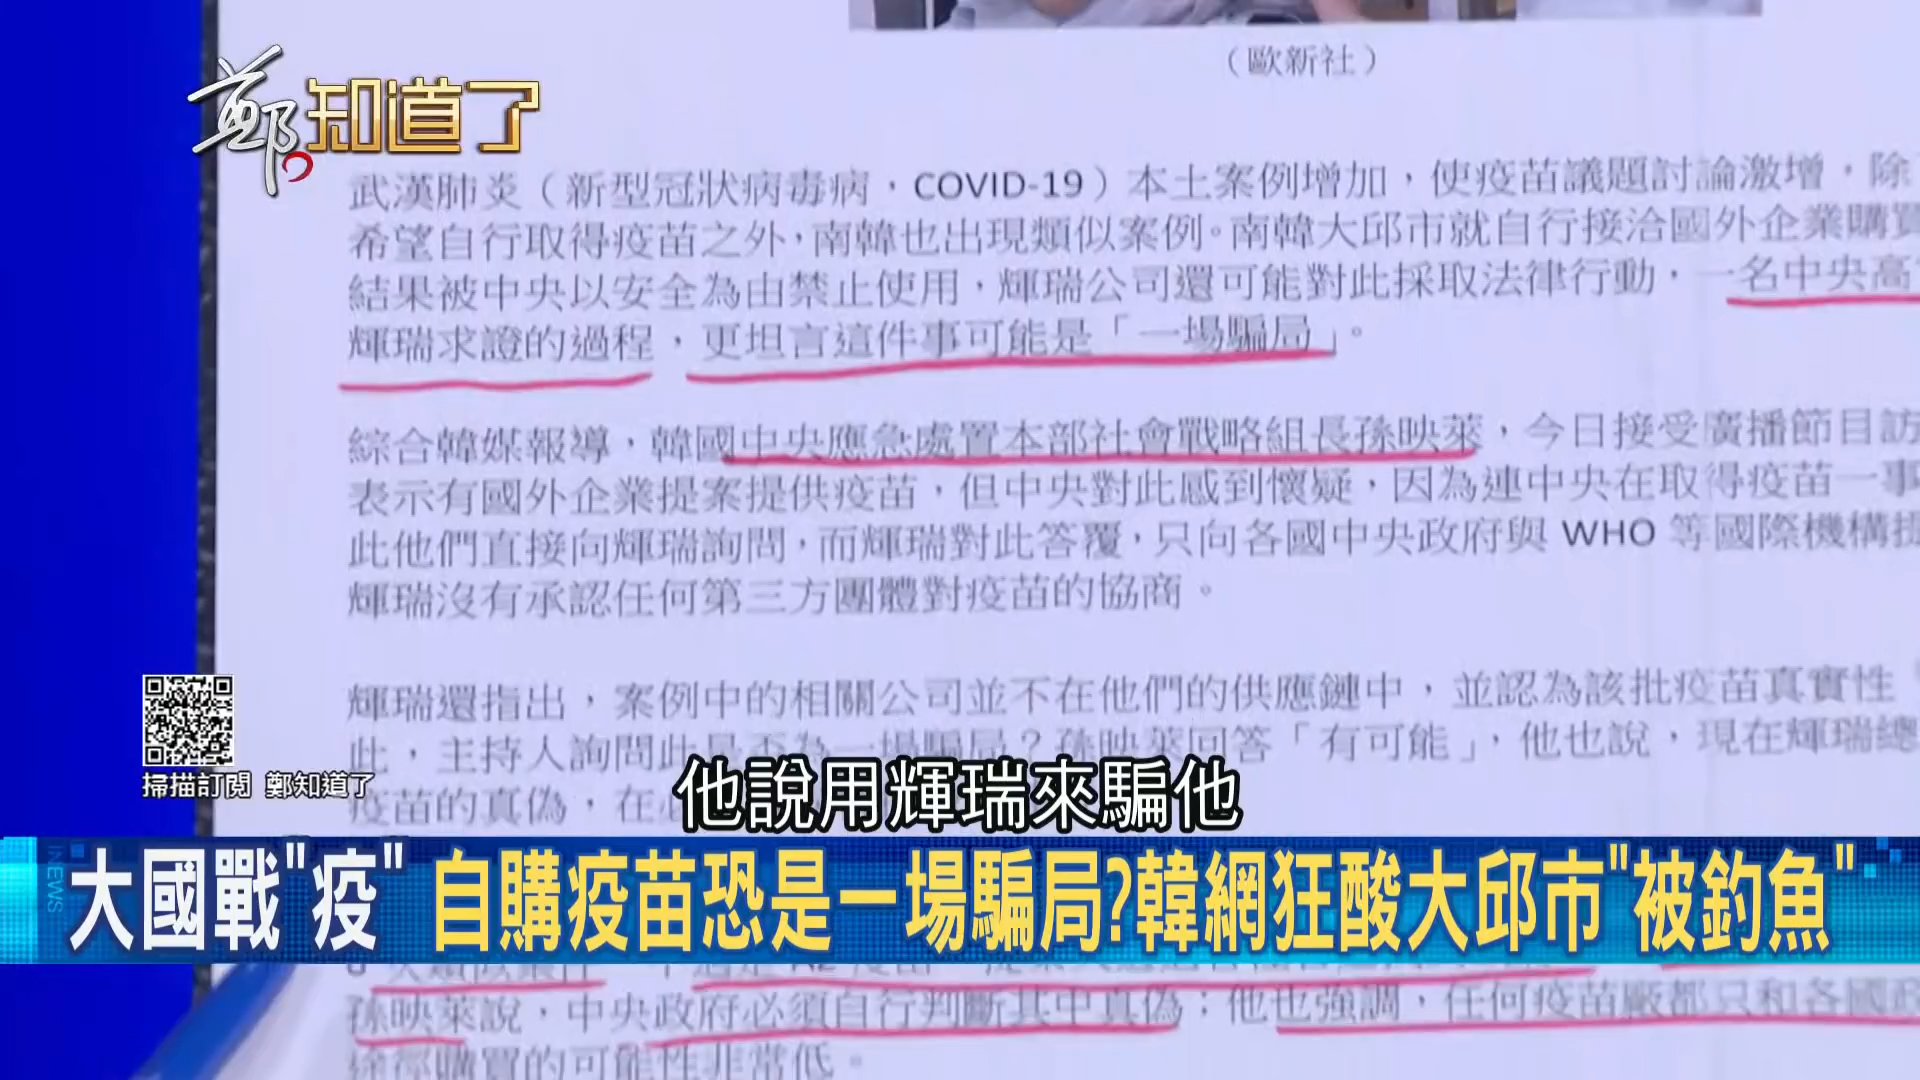 （歐新社）
鄭知道了
武漢肺炎（新型冠狀病毒病，COVID-19）本土案例增加，使疫苗議題討論激增，除
希望自行取得疫苗之外，南韓也出現類似案例。南韓大邱市就自行接洽國外企業購買
結果被中央以安全為由禁止使用，輝瑞公司還可能對此採取法律行動，一名中央高
輝瑞求證的過程，更坦言這件事可能是「一場騙局」。
綜合韓媒報導，韓國中央應急處置本部社會戰略組長孫映萊，今日接受廣播節目訪
表示有國外企業提案提供疫苗，但中央對此感到懷疑，因為連中央在取得疫苗一事
此他們直接向輝瑞詢問，而輝瑞對此答覆，只向各國中央政府與 WHO 等國際機構提
輝瑞沒有承認任何第三方團體對疫苗的協商。
輝瑞還指出，案例中的相關公司並不在他們的供應鏈中，並認為該批疫苗真實性
此，主持人詢問此是否為一場騙局？孫映萊回答「有可能」，他也說，現在輝瑞總
疫苗的真偽，在
掃描訂閱 鄭知道了
他說用輝瑞來騙他
NEWS
大國戰"疫" 自購疫苗恐是一場騙局?韓網狂酸大邱市"被釣魚"
孫映萊說，中央政府必須自行判斷其中真偽；他也強調，任何疫苗廠都只和各國政
途徑購買的可能性非常低。